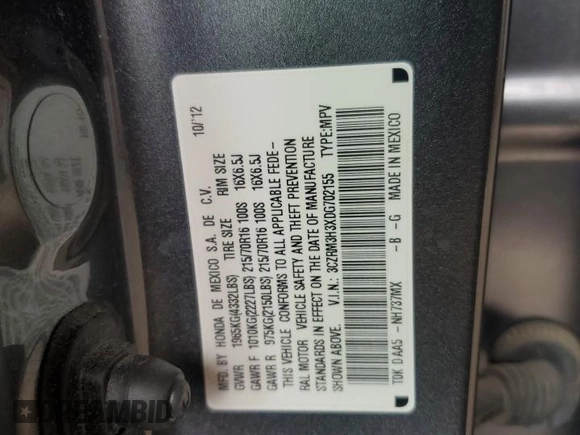 MFD. BY HONDA DE MEXICO S.A. DE C.V. 10/'12
GVWR 1965KG(4332LBS) TIRE SIZE RIM SIZE
GAWR F 1010KG(2227LBS) 215/70R16 100S 16X6.5J
GAWR R 975KG(2150LBS) 215/70R16 100S 16X6.5J
THIS VEHICLE CONFORMS TO ALL APPLICABLE FEDE-
RAL MOTOR VEHICLE SAFETY AND THEFT PREVENTION
STANDARDS IN EFFECT ON THE DATE OF MANUFACTURE
SHOWN ABOVE. V.I.N.: 3CZRM3H3XDG702155 TYPE:MPV
T0K DAA5 -NH737MX -B -G MADE IN MEXICO
DREAMBID